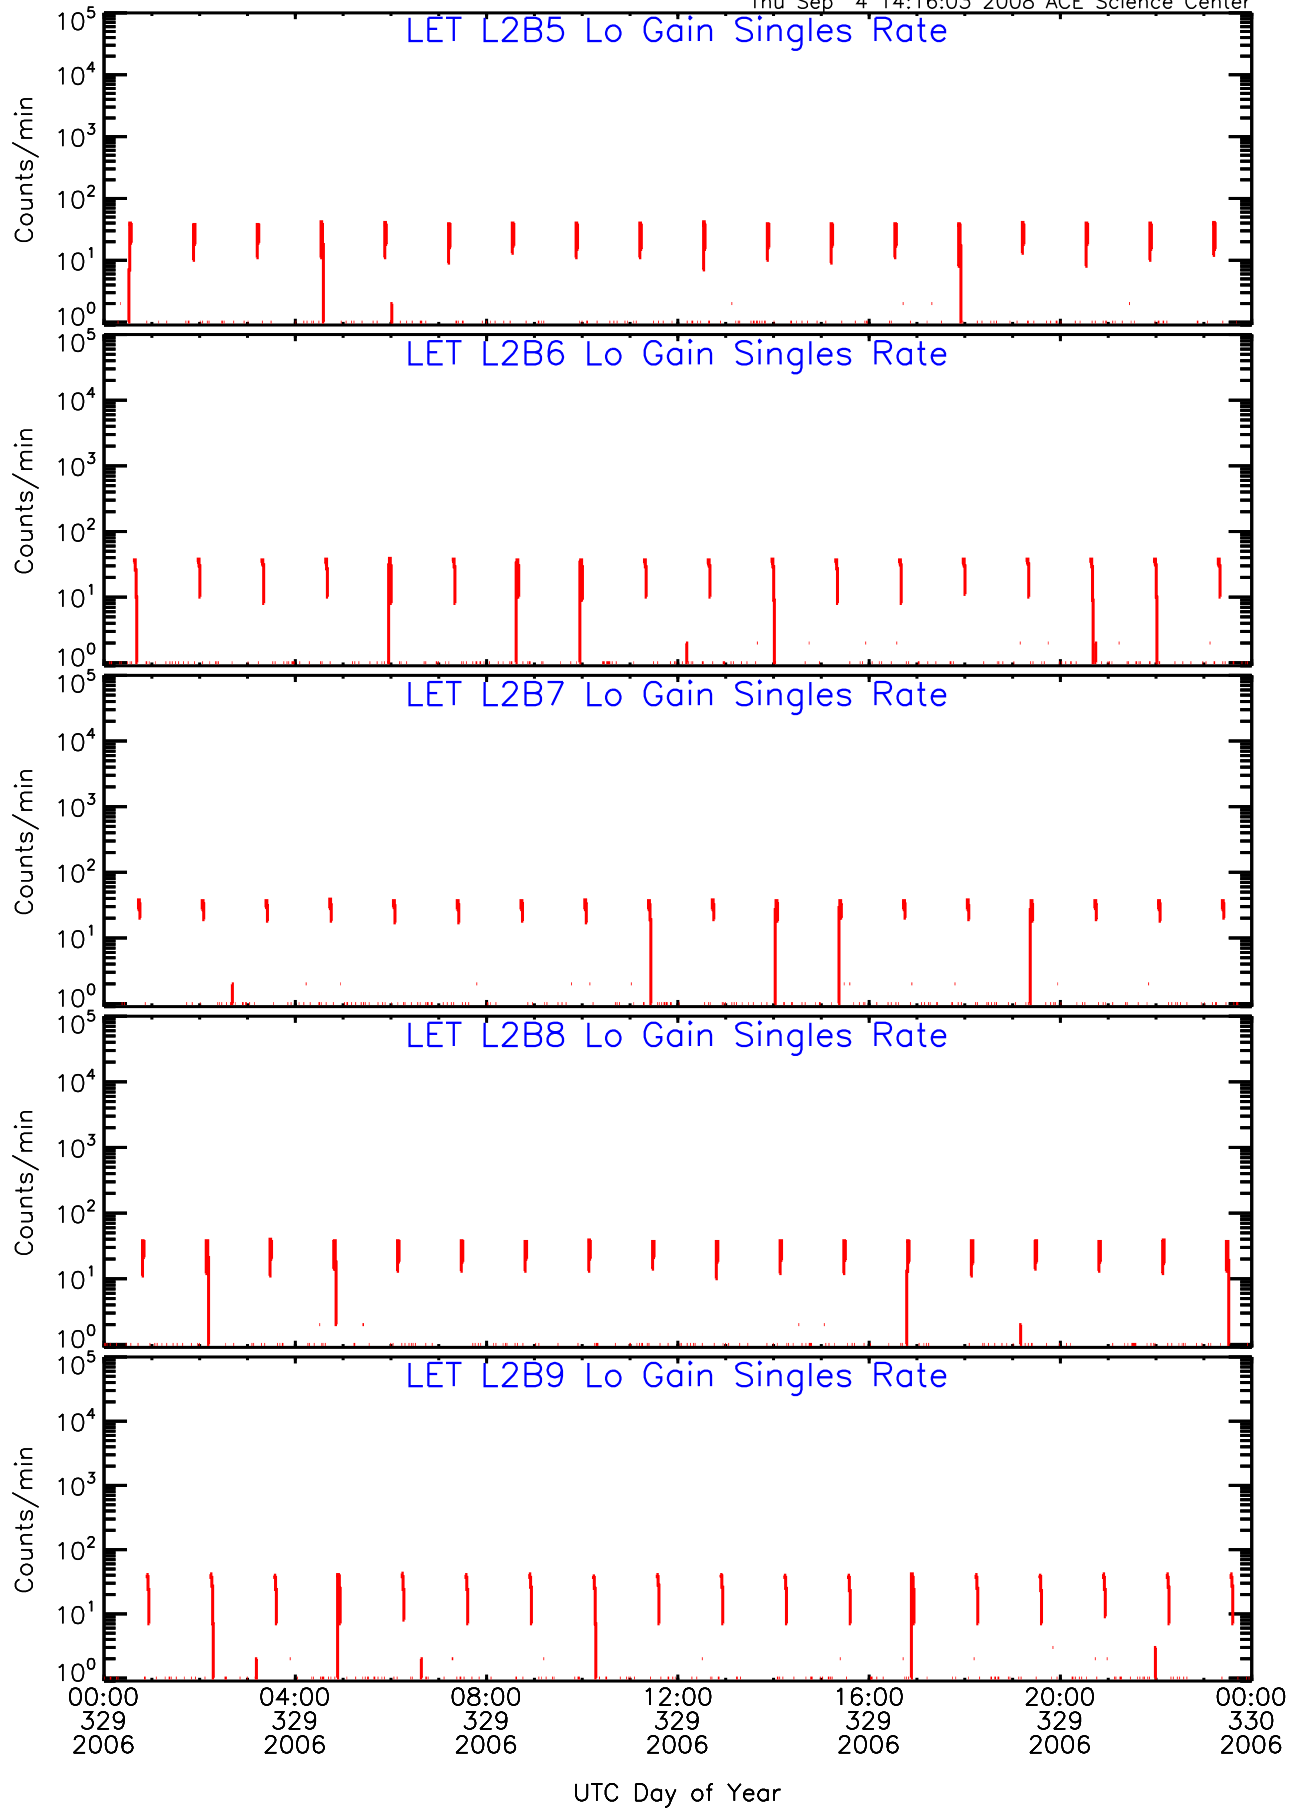 Thu Sep 4 14:16:03 2008 ACE Science Center
LET L2B5 Lo Gain Singles Rate
10^5
10^4
10^3
10^2
10^1
10^0
Counts/min
LET L2B6 Lo Gain Singles Rate
10^5
10^4
10^3
10^2
10^1
10^0
Counts/min
LET L2B7 Lo Gain Singles Rate
10^5
10^4
10^3
10^2
10^1
10^0
Counts/min
LET L2B8 Lo Gain Singles Rate
10^5
10^4
10^3
10^2
10^1
10^0
Counts/min
LET L2B9 Lo Gain Singles Rate
10^5
10^4
10^3
10^2
10^1
10^0
Counts/min
00:00 04:00 08:00 12:00 16:00 20:00 00:00
329 329 329 329 329 329 330
2006 2006 2006 2006 2006 2006 2006
UTC Day of Year